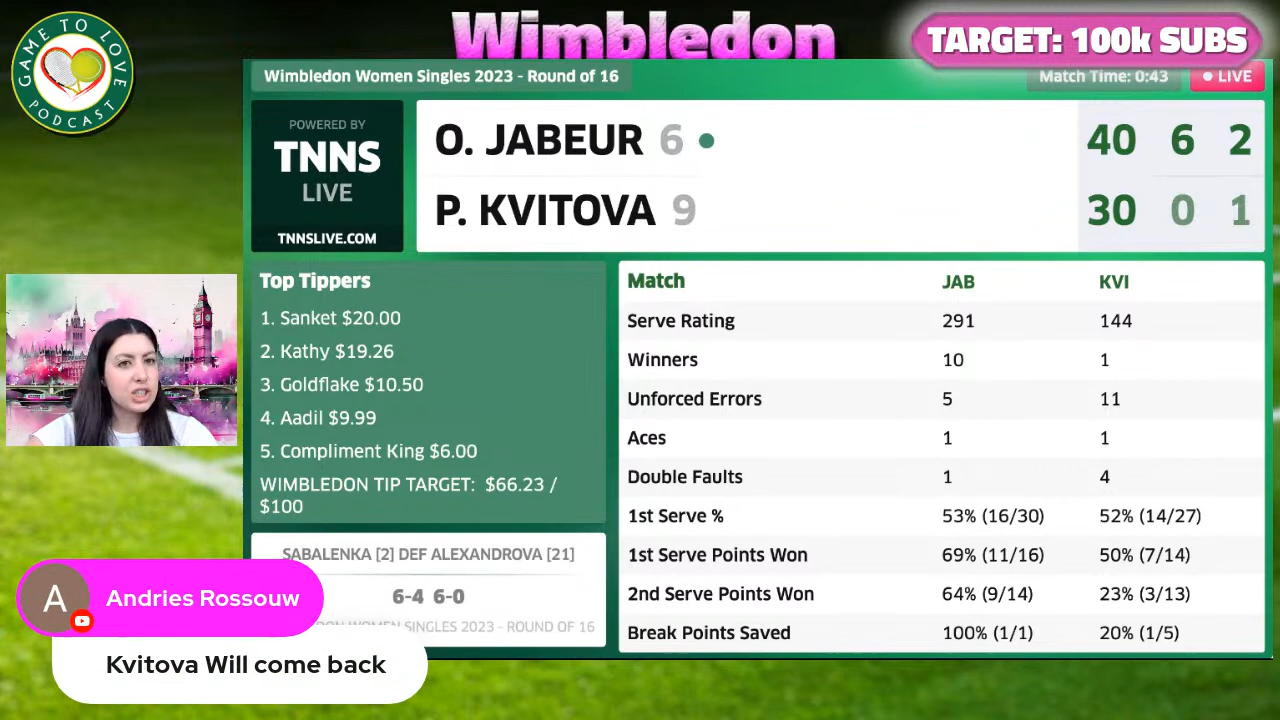 GAME TO LOVE
PODCAST
Wimbledon
TARGET: 100k SUBS
Wimbledon Women Singles 2023 - Round of 16
Match Time: 0:43
LIVE
POWERED BY
TNNS
LIVE
TNNSLIVE.COM
O. JABEUR 6 40 6 2
P. KVITOVA 9 30 0 1
Top Tippers
1. Sanket $20.00
2. Kathy $19.26
3. Goldflake $10.50
4. Aadil $9.99
5. Compliment King $6.00
WIMBLEDON TIP TARGET: $66.23 /
$100
SABALENKA [2] DEF ALEXANDROVA [21]
6-4 6-0
WOMEN SINGLES 2023 - ROUND OF 16
Match JAB KVI
Serve Rating 291 144
Winners 10 1
Unforced Errors 5 11
Aces 1 1
Double Faults 1 4
1st Serve % 53% (16/30) 52% (14/27)
1st Serve Points Won 69% (11/16) 50% (7/14)
2nd Serve Points Won 64% (9/14) 23% (3/13)
Break Points Saved 100% (1/1) 20% (1/5)
A Andries Rossouw
Kvitova Will come back